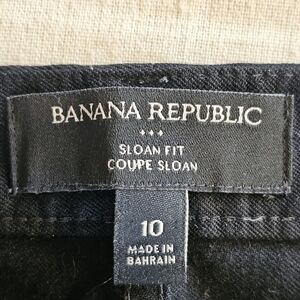 BANANA REPUBLIC
SLOAN FIT
COUPE SLOAN
10
MADE IN
BAHRAIN